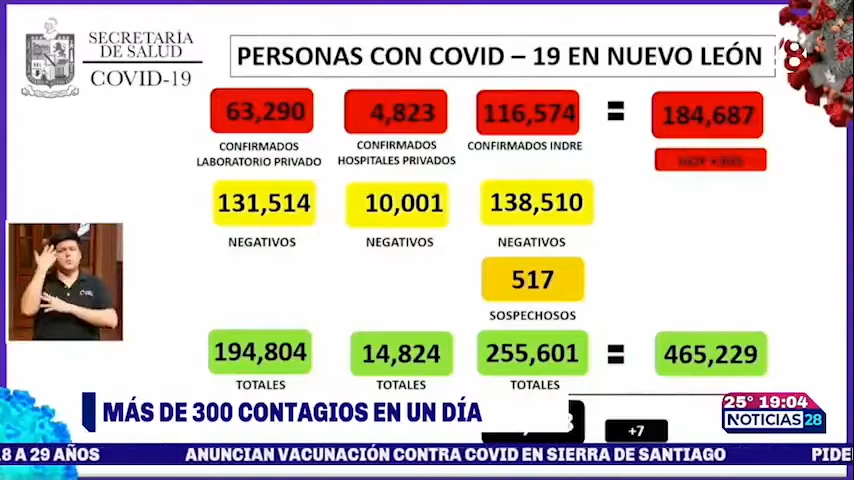 SECRETARÍA
DE SALUD
COVID-19
PERSONAS CON COVID – 19 EN NUEVO LEÓN
63,290
4,823
116,574
=
184,687
CONFIRMADOS
LABORATORIO PRIVADO
CONFIRMADOS
HOSPITALES PRIVADOS
CONFIRMADOS INDRE
131,514
10,001
138,510
NEGATIVOS
NEGATIVOS
NEGATIVOS
517
SOSPECHOSOS
194,804
14,824
255,601
=
465,229
TOTALES
TOTALES
TOTALES
MÁS DE 300 CONTAGIOS EN UN DÍA
+7
25° 19:04
NOTICIAS 28
8 A 29 AÑOS ANUNCIAN VACUNACIÓN CONTRA COVID EN SIERRA DE SANTIAGO PIDE